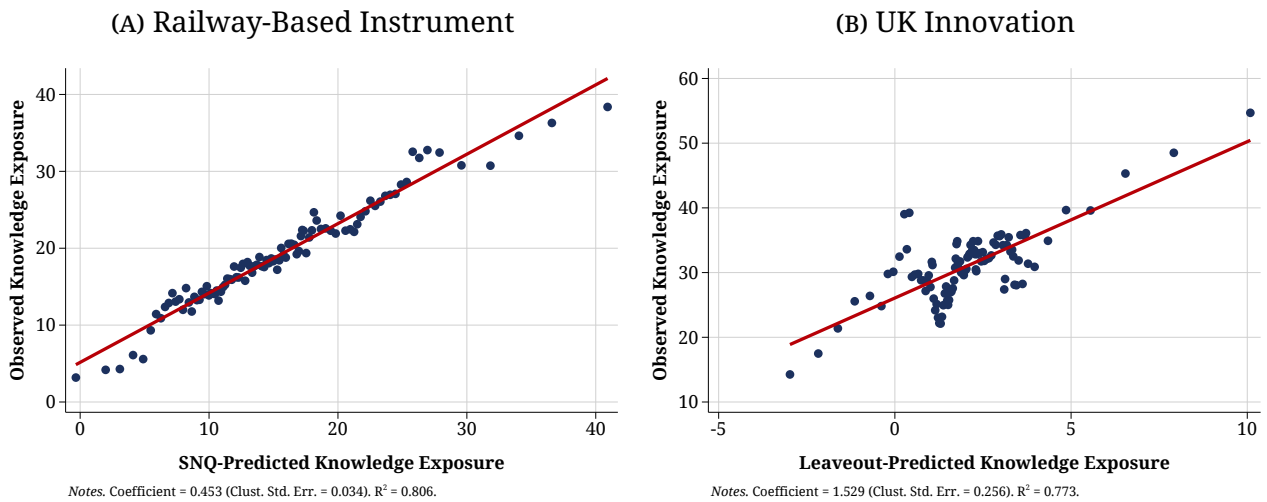 (A) Railway-Based Instrument
Observed Knowledge Exposure
40
30
20
10
0
0 10 20 30 40
SNQ-Predicted Knowledge Exposure
Notes. Coefficient = 0.453 (Clust. Std. Err. = 0.034). R² = 0.806.
(B) UK Innovation
Observed Knowledge Exposure
60
50
40
30
20
10
-5 0 5 10
Leaveout-Predicted Knowledge Exposure
Notes. Coefficient = 1.529 (Clust. Std. Err. = 0.256). R² = 0.773.